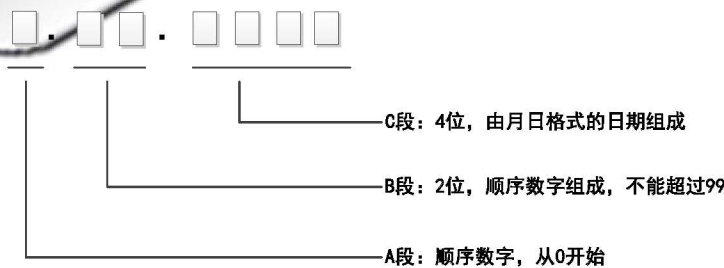 C段：4位，由月日格式的日期组成
B段：2位，顺序数字组成，不能超过99
A段：顺序数字，从0开始